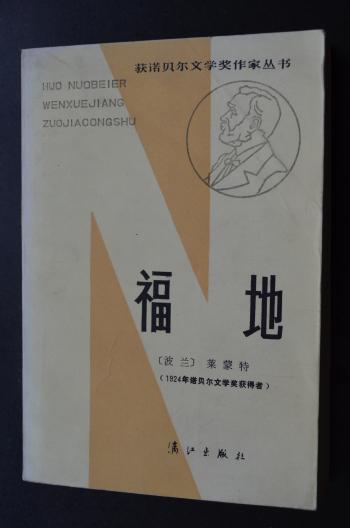 获诺贝尔文学奖作家丛书
HUO NUOBEIER
WENXUEJIANG
ZUOJIACONGSHU
福地
〔波兰〕莱蒙特
（1924年诺贝尔文学奖获得者）
漓江出版社